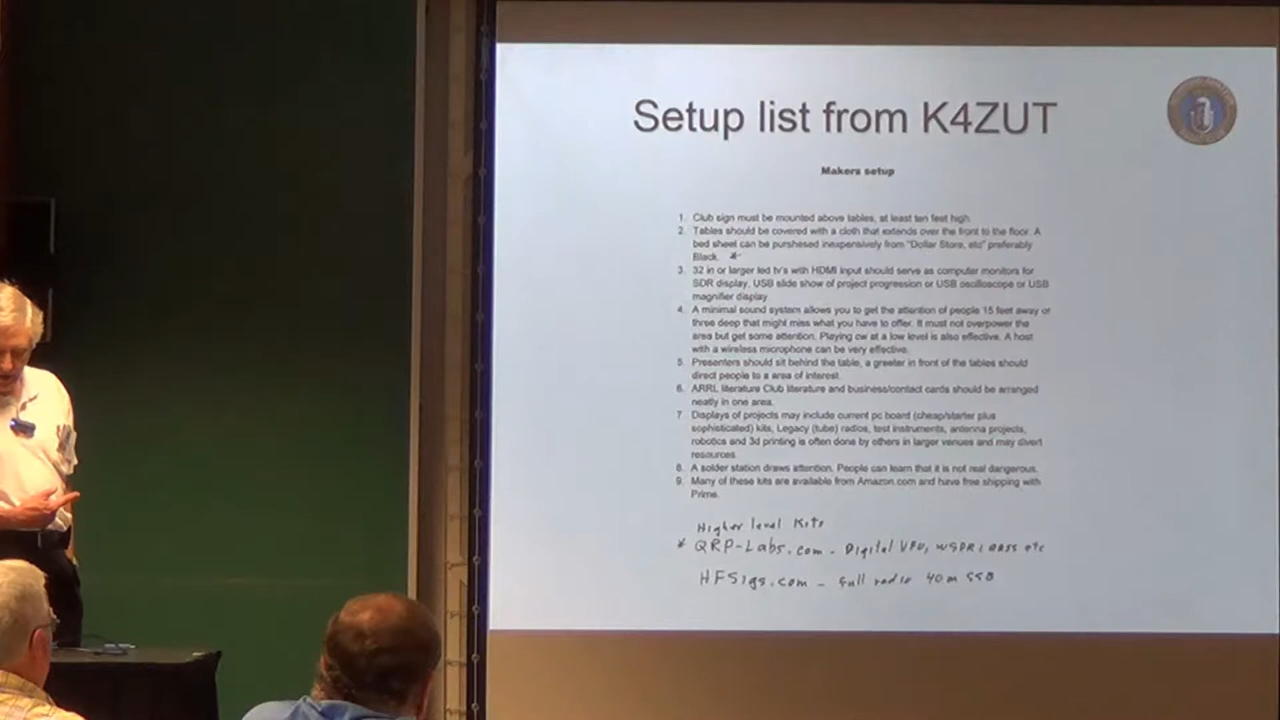 Setup list from K4ZUT
Makers setup
1. Club sign must be mounted above tables, at least ten feet high.
2. Tables should be covered with a cloth that extends over the front to the floor. A
bed sheet can be purshesed inexpensively from "Dollar Store, etc" preferably
Black.
3. 32 in or larger led tv's with HDMI input should serve as computer monitors for
SDR display, USB slide show of project progression or USB oscilloscope or USB
magnifier display
4. A minimal sound system allows you to get the attention of people 15 feet away or
three deep that might miss what you have to offer. It must not overpower the
area but get some attention. Playing cw at a low level is also effective. A host
with a wireless microphone can be very effective.
5. Presenters should sit behind the table, a greeter in front of the tables should
direct people to a area of interest.
6. ARRL literature Club literature and business/contact cards should be arranged
neatly in one area.
7. Displays of projects may include current pc board (cheap/starter plus
sophisticated) kits, Legacy (tube) radios, test instruments, antenna projects,
robotics and 3d printing is often done by others in larger venues and may divert
resources.
8. A solder station draws attention. People can learn that it is not real dangerous.
9. Many of these kits are available from Amazon.com and have free shipping with
Prime.
Higher level Kits
* QRP-Labs.com - Digital VFO, WSPR, QRSS etc
HFSigs.com - full radio 40m SSB